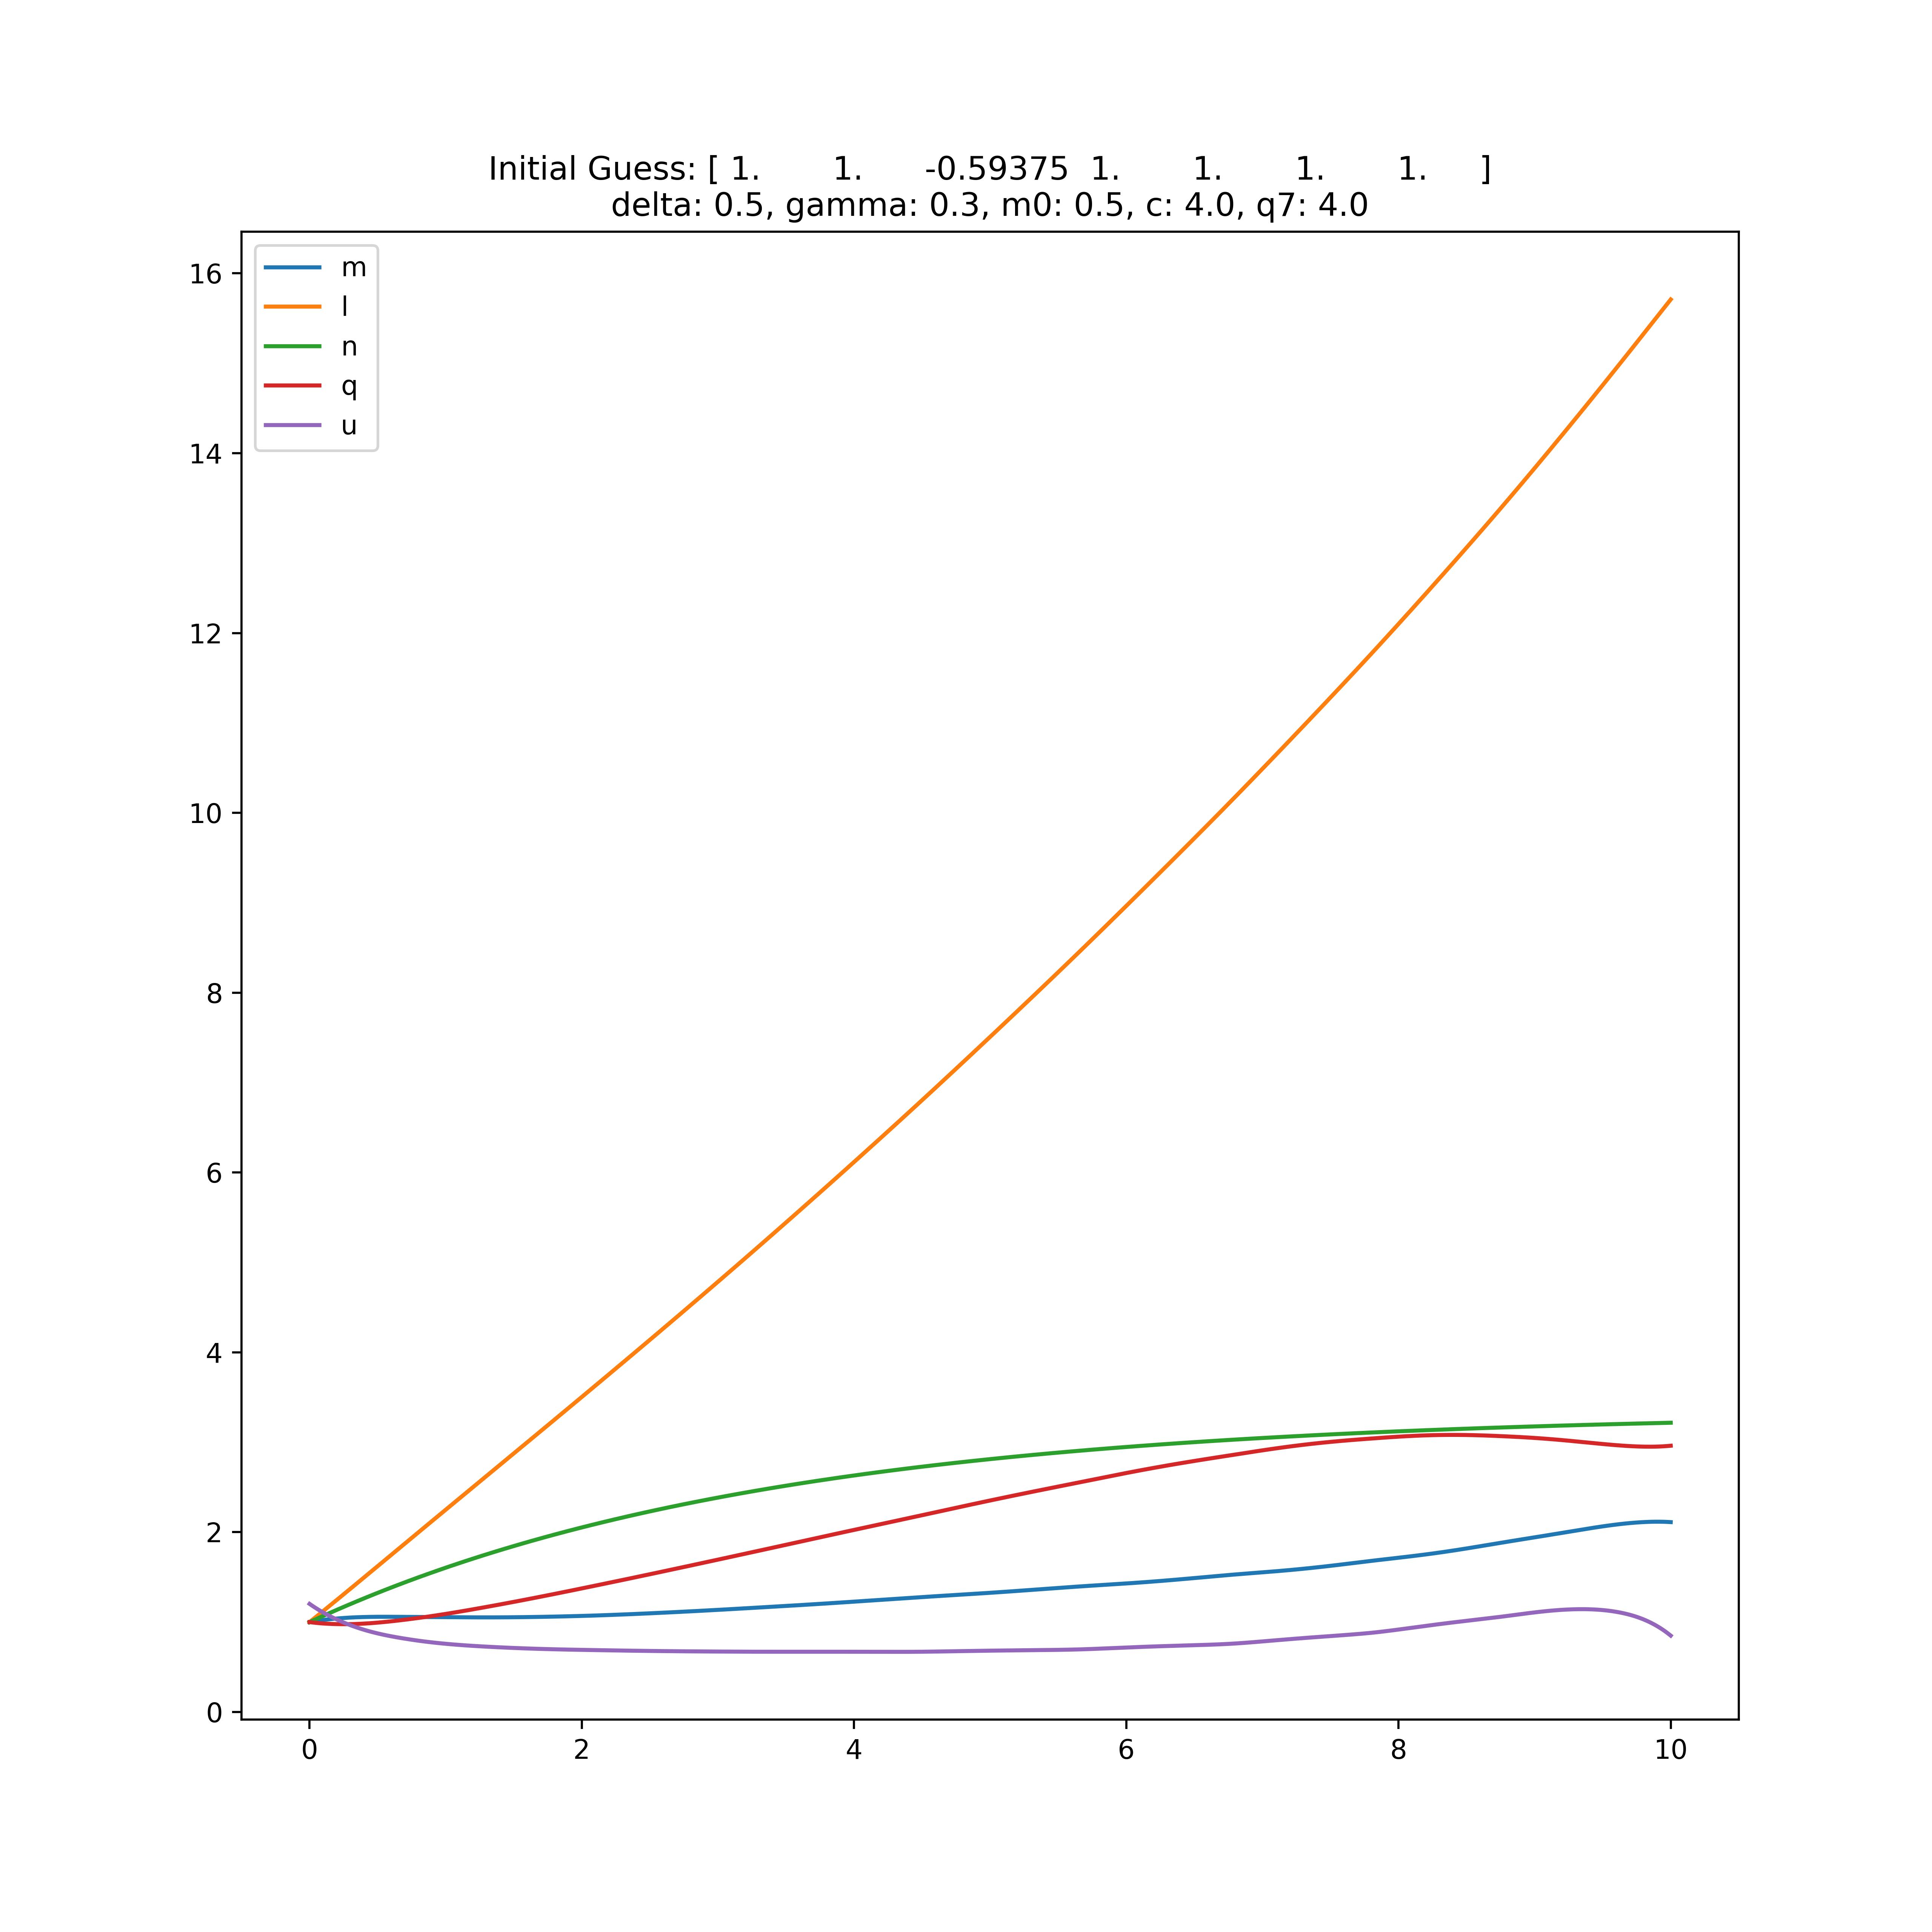 Initial Guess: [ 1. 1. -0.59375 1. 1. 1. 1. ]
delta: 0.5, gamma: 0.3, m0: 0.5, c: 4.0, q7: 4.0
m
l
n
q
u
16
14
12
10
8
6
4
2
0
0 2 4 6 8 10